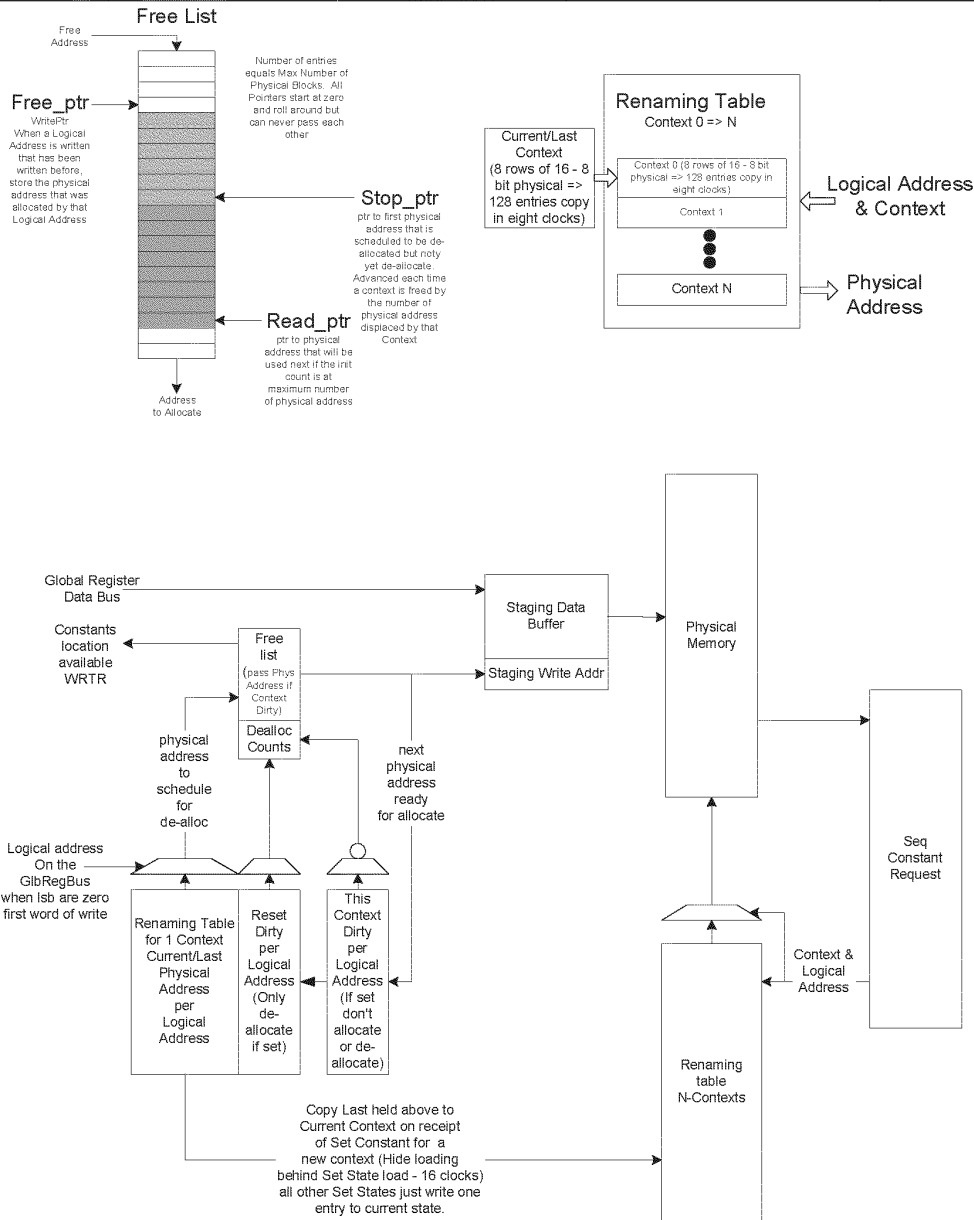 Free List
Free
Address
Number of entries
equals Max Number of
Physical Blocks. All
Pointers start at zero
and roll around but
can never pass each
other
Free_ptr
WritePtr
When a Logical
Address is written
that has been
written before,
store the physical
address that was
allocated by that
Logical Address
Stop_ptr
ptr to first physical
address that is
scheduled to be de-
allocated but noty
yet de-allocate.
Advanced each time
a context is freed by
the number of
physical address
displaced by that
Context
Read_ptr
ptr to physical
address that will be
used next if the init
count is at
maximum number
of physical address
Address
to Allocate
Renaming Table
Context 0 => N
Current/Last
Context
(8 rows of 16 - 8
bit physical =>
128 entries copy
in eight clocks)
Context 0 (8 rows of 16 - 8 bit
physical => 128 entries copy in
eight clocks)
Context 1
Context N
Logical Address
& Context
Physical
Address
Global Register
Data Bus
Constants
location
available
WRTR
Free
list
(pass Phys
Address if
Context
Dirty)
Dealloc
Counts
Staging Data
Buffer
Staging Write Addr
Physical
Memory
physical
address
to
schedule
for
de-alloc
next
physical
address
ready
for allocate
Logical address
On the
GlbRegBus
when lsb are zero
first word of write
Renaming Table
for 1 Context
Current/Last
Physical
Address
per
Logical
Address
Reset
Dirty
per
Logical
Address
(Only
de-
allocate
if set)
This
Context
Dirty
per
Logical
Address
(If set
don't
allocate
or de-
allocate)
Seq
Constant
Request
Context &
Logical
Address
Renaming
table
N-Contexts
Copy Last held above to
Current Context on receipt
of Set Constant for a
new context (Hide loading
behind Set State load - 16 clocks)
all other Set States just write one
entry to current state.